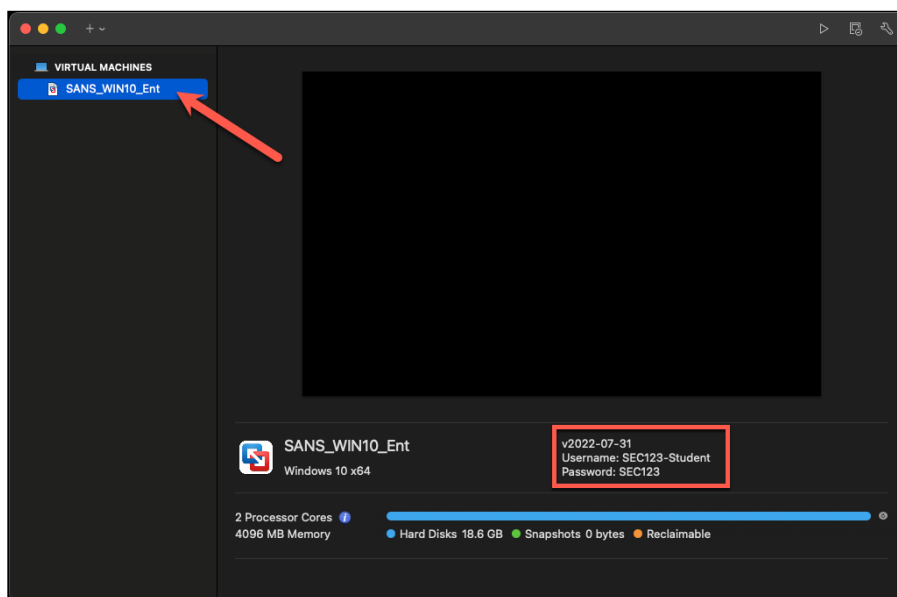 VIRTUAL MACHINES
SANS_WIN10_Ent
SANS_WIN10_Ent
Windows 10 x64
v2022-07-31
Username: SEC123-Student
Password: SEC123
2 Processor Cores
4096 MB Memory
Hard Disks 18.6 GB Snapshots 0 bytes Reclaimable